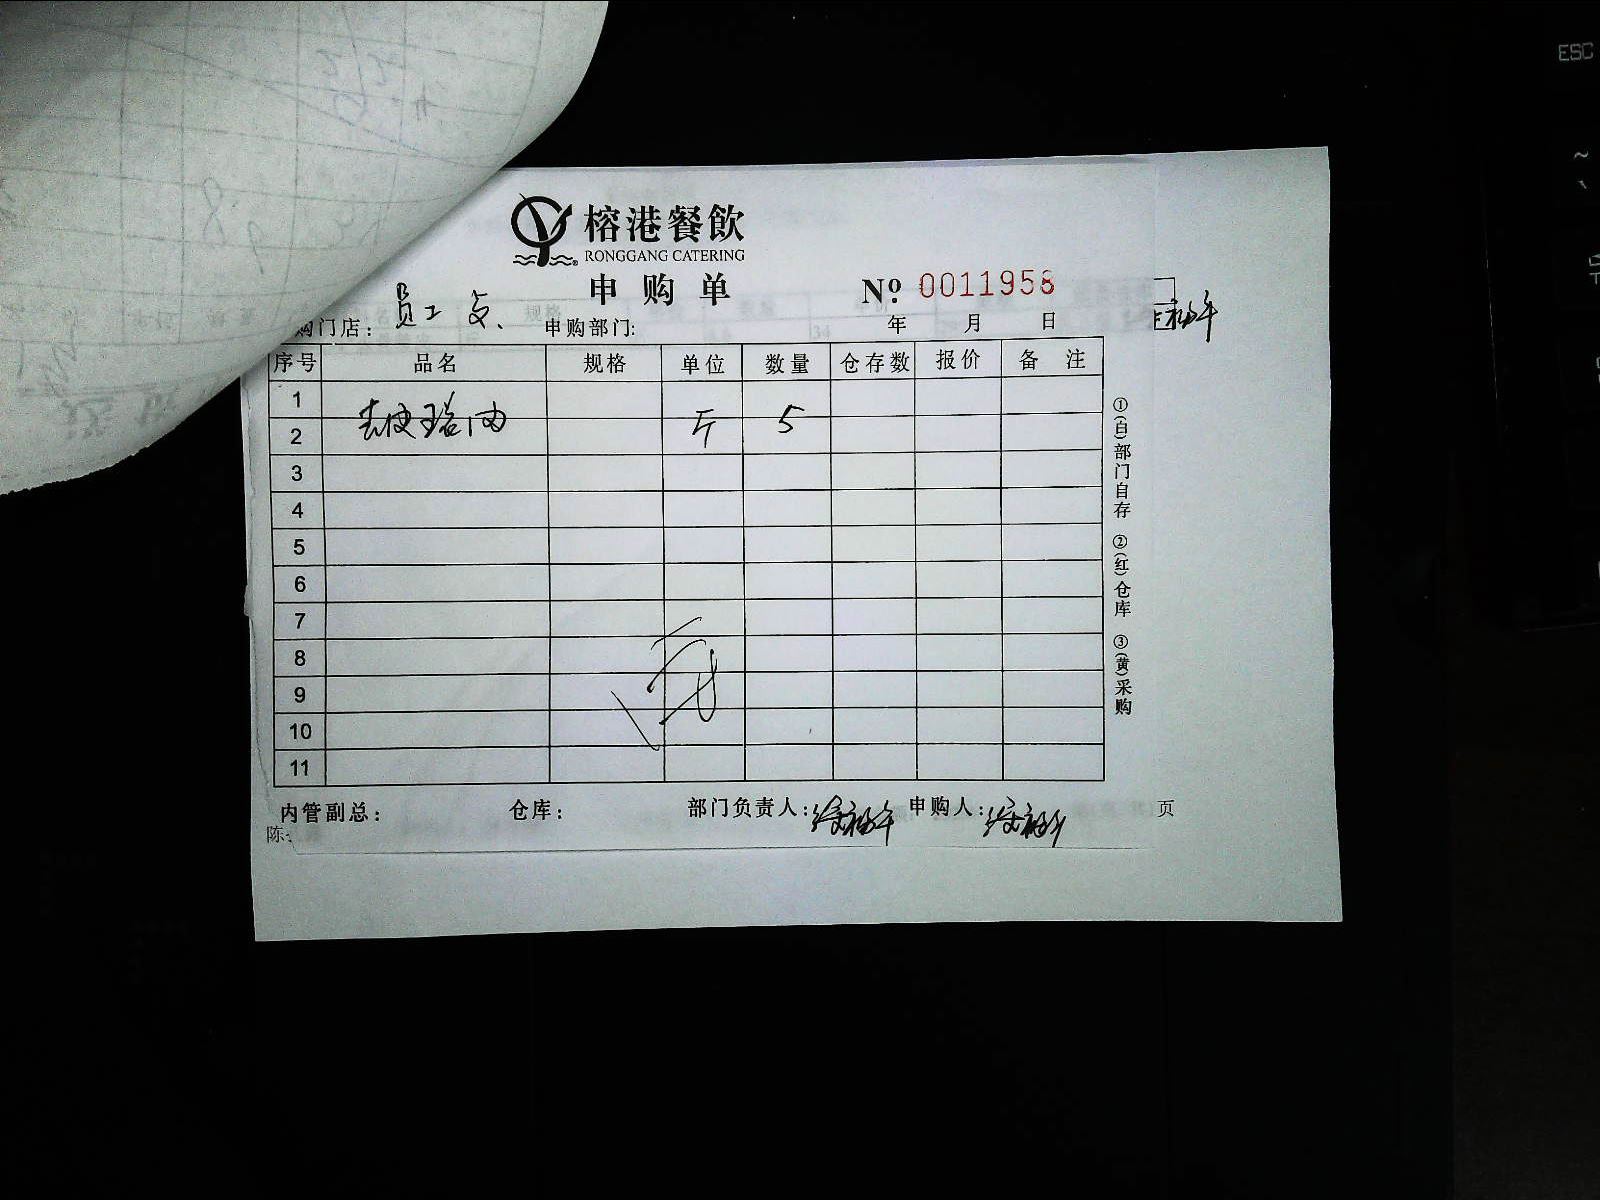 榕港餐飲
RONGGANG CATERING
申购单 № 0011958
购门店： 员工 申购部门: 年 月 日
序号 品名 规格 单位 数量 仓存数 报价 备 注
1
2 斤 5
3
4
5
6
7
8
9
10
11
①(白)部门自存 ②(红)仓库 ③(黄)采购
内管副总： 仓库： 部门负责人： 申购人： 页
陈
ESC